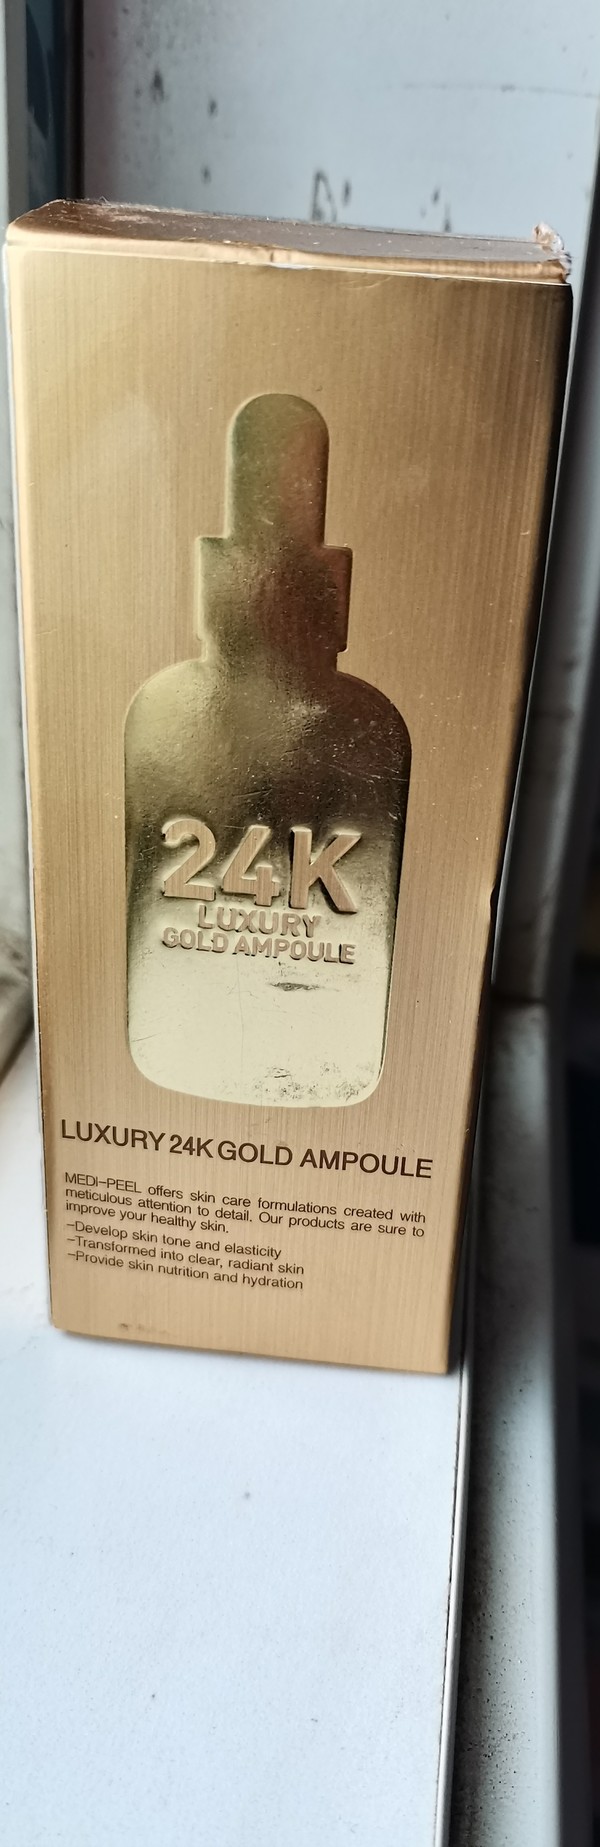 24K
LUXURY
GOLD AMPOULE
LUXURY 24K GOLD AMPOULE
MEDI-PEEL offers skin care formulations created with
meticulous attention to detail. Our products are sure to
improve your healthy skin.
-Develop skin tone and elasticity
-Transformed into clear, radiant skin
-Provide skin nutrition and hydration